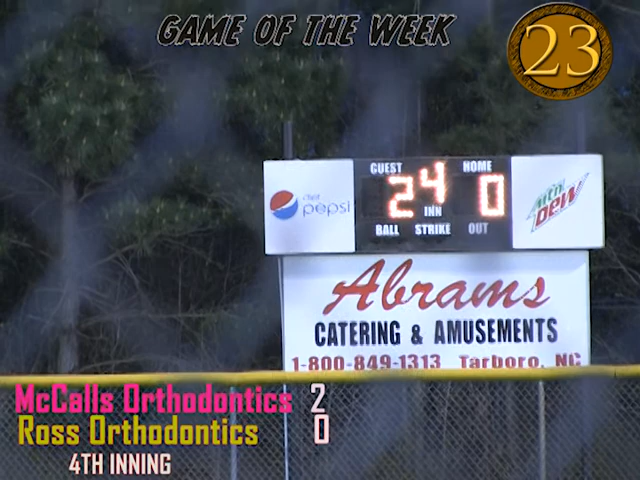 GAME OF THE WEEK
23
GUEST HOME
2 4 0
INN
BALL STRIKE OUT
diet
pepsi
mtn
DEW
Abrams
CATERING & AMUSEMENTS
1-800-849-1313 Tarboro, NC
McCalls Orthodontics 2
Ross Orthodontics 0
4TH INNING